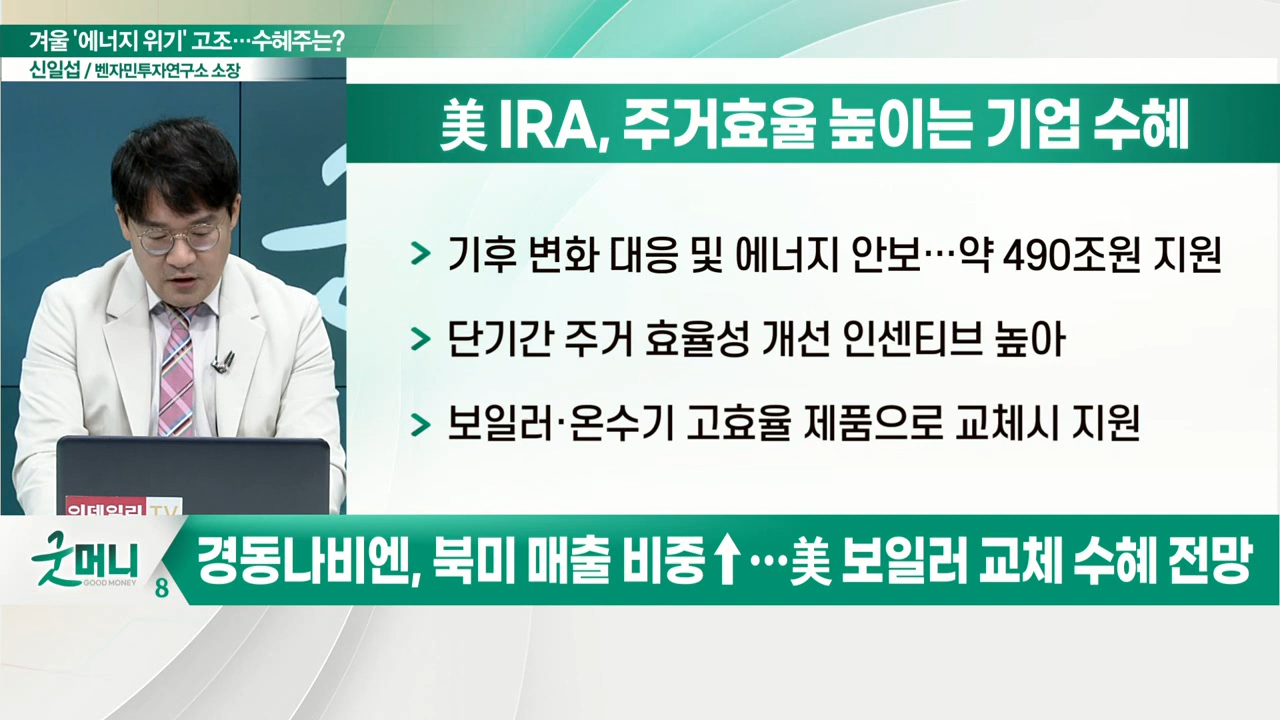 겨울 '에너지 위기' 고조…수혜주는?
신일섭 / 벤자민투자연구소 소장
美 IRA, 주거효율 높이는 기업 수혜
> 기후 변화 대응 및 에너지 안보…약 490조원 지원
> 단기간 주거 효율성 개선 인센티브 높아
> 보일러·온수기 고효율 제품으로 교체시 지원
이데일리 TV
굿머니
GOOD MONEY
8
경동나비엔, 북미 매출 비중↑…美 보일러 교체 수혜 전망